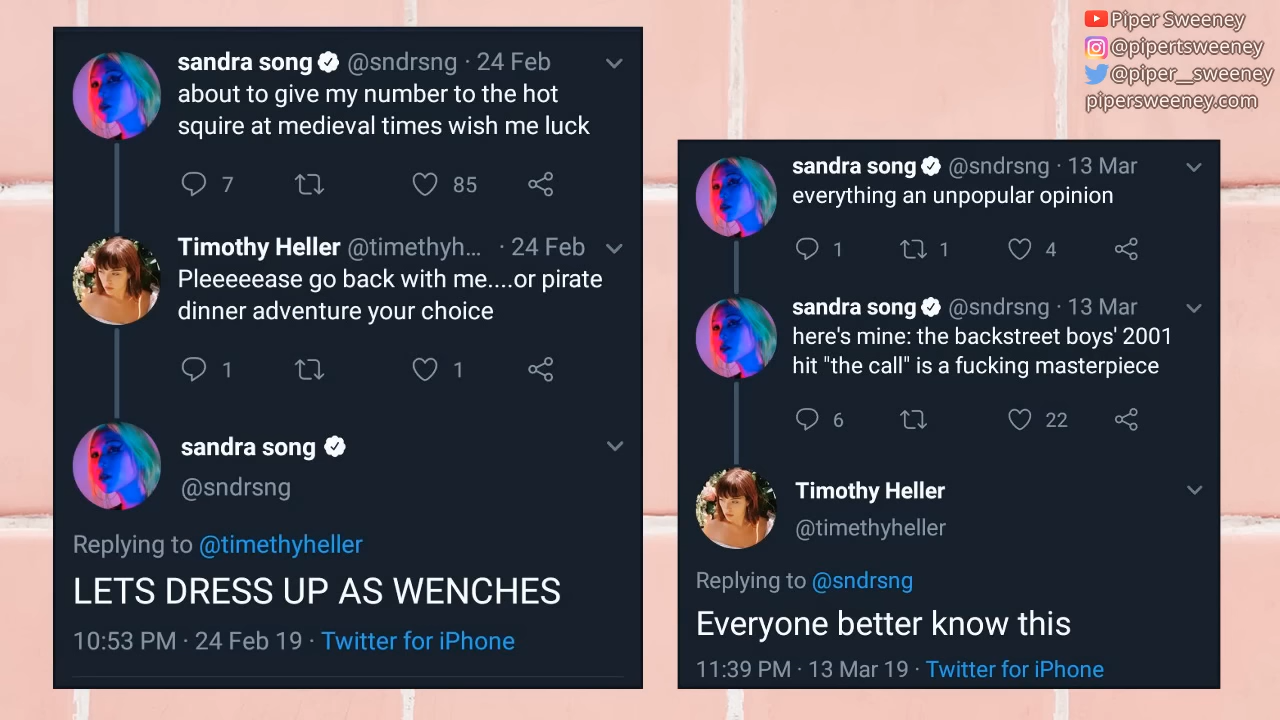 sandra song @sndrsng · 24 Feb
about to give my number to the hot
squire at medieval times wish me luck
7 85
Timothy Heller @timethyh... · 24 Feb
Pleeeeease go back with me....or pirate
dinner adventure your choice
1 1
sandra song
@sndrsng
Replying to @timethyheller
LETS DRESS UP AS WENCHES
10:53 PM · 24 Feb 19 · Twitter for iPhone
Piper Sweeney
@pipertsweeney
@piper__sweeney
pipersweeney.com
sandra song @sndrsng · 13 Mar
everything an unpopular opinion
1 1 4
sandra song @sndrsng · 13 Mar
here's mine: the backstreet boys' 2001
hit "the call" is a fucking masterpiece
6 22
Timothy Heller
@timethyheller
Replying to @sndrsng
Everyone better know this
11:39 PM · 13 Mar 19 · Twitter for iPhone